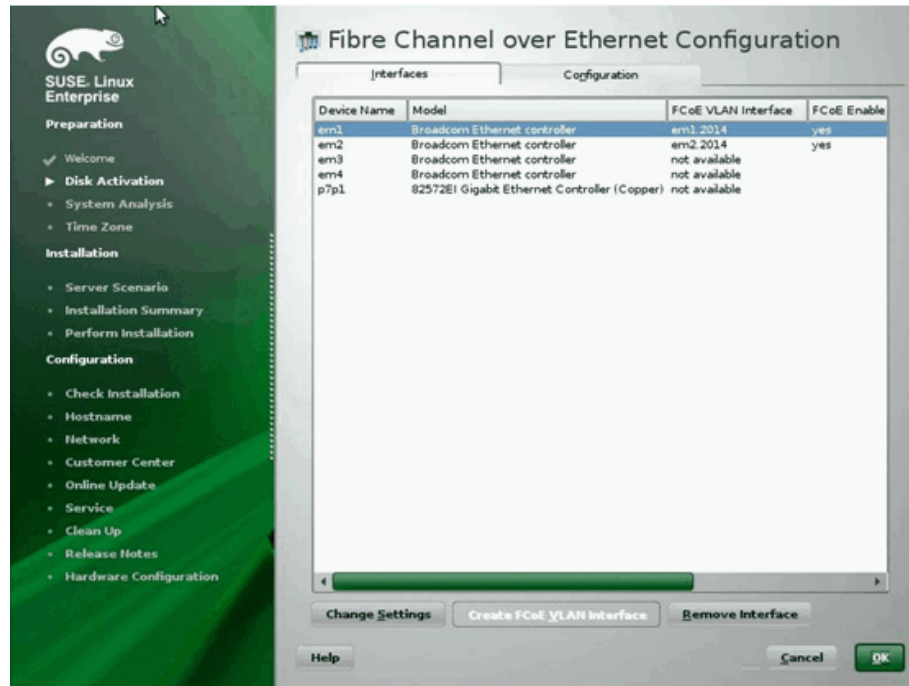 SUSE. Linux
Enterprise
Preparation
Welcome
Disk Activation
System Analysis
Time Zone
Installation
Server Scenario
Installation Summary
Perform Installation
Configuration
Check Installation
Hostname
Network
Customer Center
Online Update
Service
Clean Up
Release Notes
Hardware Configuration
Fibre Channel over Ethernet Configuration
Interfaces Configuration
Device Name Model FCoE VLAN Interface FCoE Enable
em1 Broadcom Ethernet controller em1.2014 yes
em2 Broadcom Ethernet controller em2.2014 yes
em3 Broadcom Ethernet controller not available
em4 Broadcom Ethernet controller not available
p7p1 82572EI Gigabit Ethernet Controller (Copper) not available
Change Settings Create FCoE VLAN Interface Remove Interface
Help Cancel OK